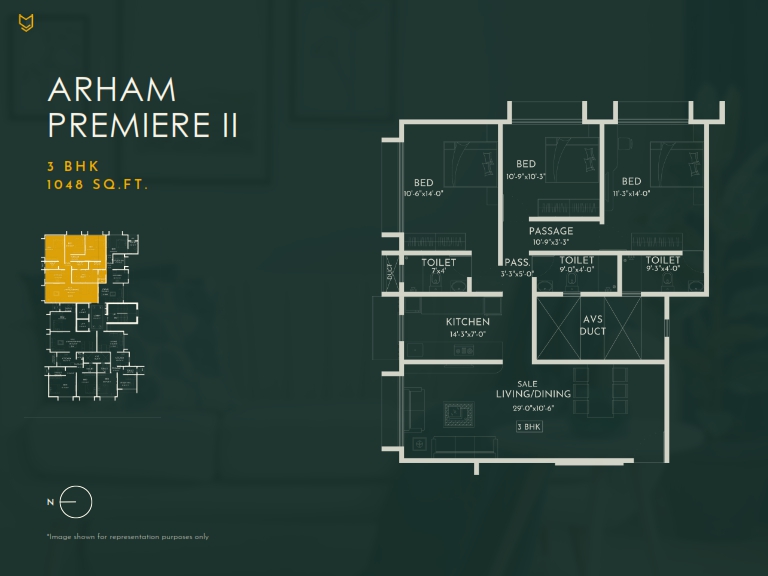 ARHAM
PREMIERE II
3 BHK
1048 SQ.FT.
BED
10'-6"x14'-0"
BED
10'-9"x10'-3"
BED
11'-3"x14'-0"
PASSAGE
10'-9"x3'-3"
DUCT
TOILET
7'x4'
PASS.
3'-3"x5'-0"
TOILET
9'-0"x4'-0"
TOILET
9'-3"x4'-0"
KITCHEN
14'-3"x7'-0"
AVS
DUCT
SALE
LIVING/DINING
29'-0"x10'-6"
3 BHK
N
*Image shown for representation purposes only